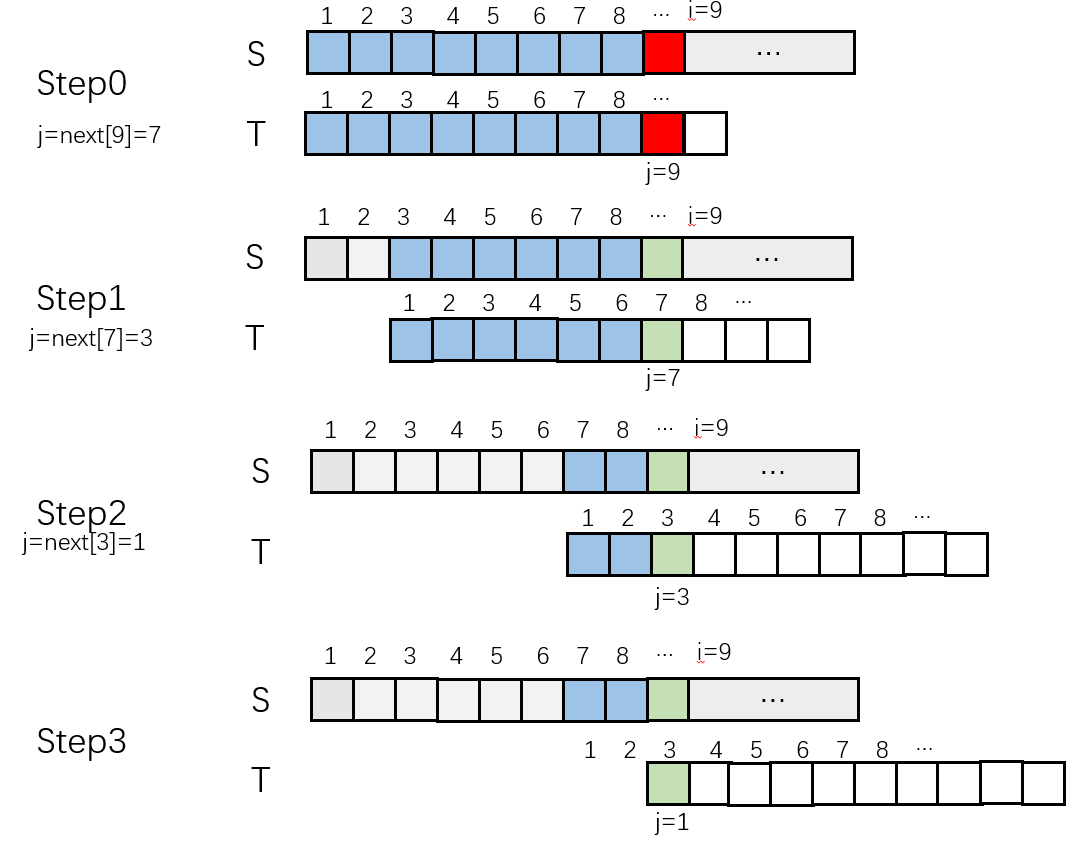 1 2 3 4 5 6 7 8 ... i=9
S ...
Step0
1 2 3 4 5 6 7 8 ...
j=next[9]=7 T
j=9
1 2 3 4 5 6 7 8 ... i=9
S ...
Step1
1 2 3 4 5 6 7 8 ...
j=next[7]=3 T
j=7
1 2 3 4 5 6 7 8 ... i=9
S ...
Step2
1 2 3 4 5 6 7 8 ...
j=next[3]=1 T
j=3
1 2 3 4 5 6 7 8 ... i=9
S ...
Step3
1 2 3 4 5 6 7 8 ...
T
j=1